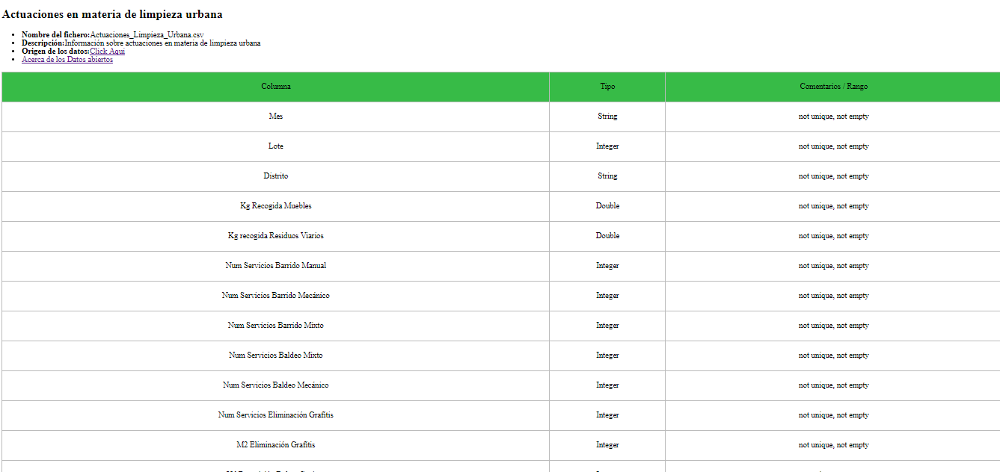 Actuaciones en materia de limpieza urbana
Nombre del fichero:Actuaciones_Limpieza_Urbana.csv
Descripción:Información sobre actuaciones en materia de limpieza urbana
Origen de los datos:Click Aqui
Acerca de los Datos abiertos
Columna Tipo Comentarios / Rango
Mes String not unique, not empty
Lote Integer not unique, not empty
Distrito String not unique, not empty
Kg Recogida Muebles Double not unique, not empty
Kg recogida Residuos Viarios Double not unique, not empty
Num Servicios Barrido Manual Integer not unique, not empty
Num Servicios Barrido Mecánico Integer not unique, not empty
Num Servicios Barrido Mixto Integer not unique, not empty
Num Servicios Baldeo Mixto Integer not unique, not empty
Num Servicios Baldeo Mecánico Integer not unique, not empty
Num Servicios Eliminación Grafítis Integer not unique, not empty
M2 Eliminación Grafítis Integer not unique, not empty